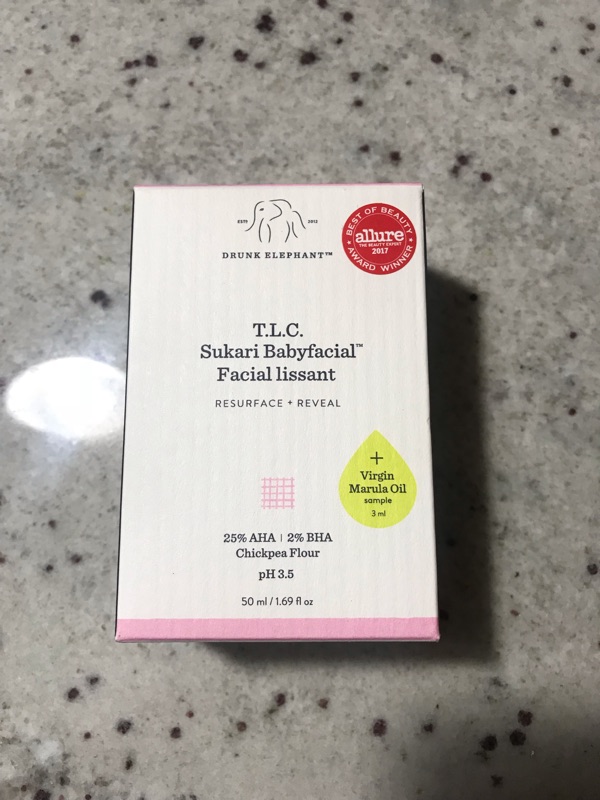 ESTD 2012
DRUNK ELEPHANT™
BEST OF BEAUTY
allure
THE BEAUTY EXPERT
2017
AWARD WINNER
T.L.C.
Sukari Babyfacial™
Facial lissant
RESURFACE + REVEAL
+
Virgin
Marula Oil
sample
3 ml
25% AHA | 2% BHA
Chickpea Flour
pH 3.5
50 ml / 1.69 fl oz